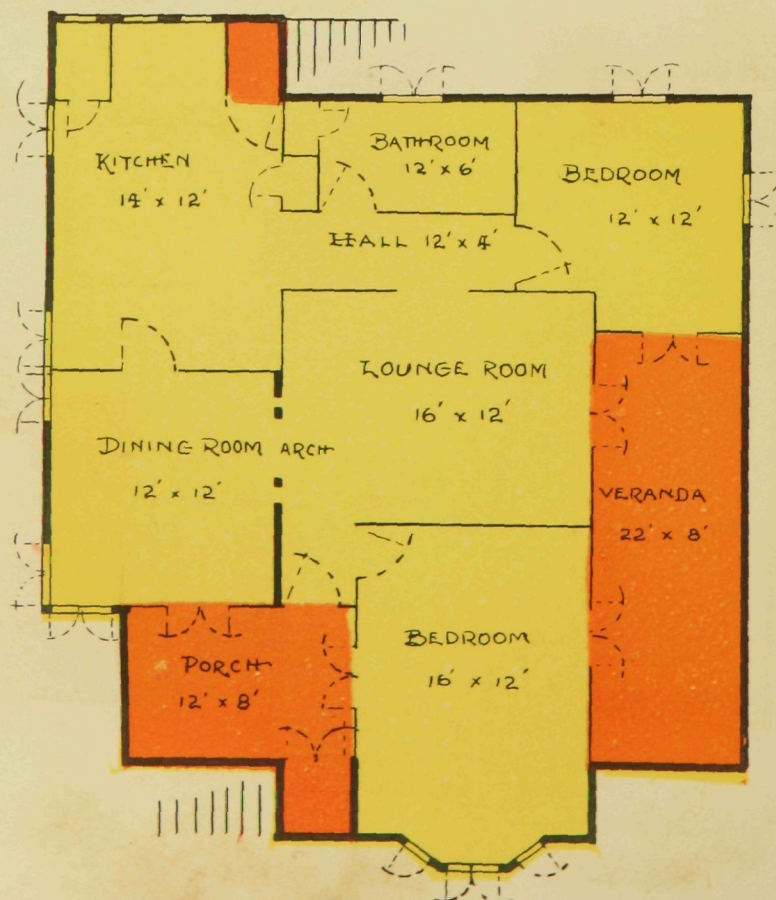 KITCHEN
14' x 12'
BATHROOM
12' x 6'
BEDROOM
12' x 12'
HALL 12' x 4'
LOUNGE ROOM
16' x 12'
DINING ROOM ARCH
12' x 12'
VERANDA
22' x 8'
BEDROOM
16' x 12'
PORCH
12' x 8'